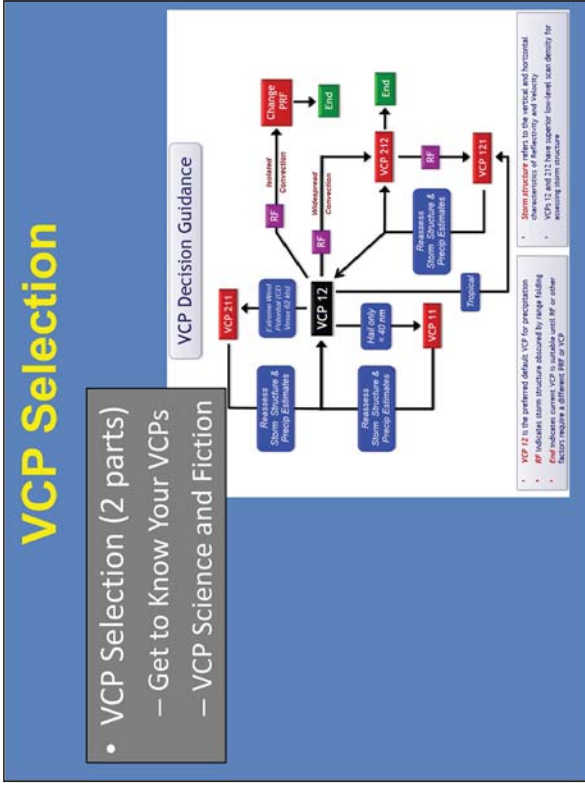 VCP Selection
• VCP Selection (2 parts)
– Get to Know Your VCPs
– VCP Science and Fiction
VCP Decision Guidance
VCP 211
Extreme Wind
Potential (CD
Vmax 62 kts)
Reassess
Storm Structure &
Precip Estimates
VCP 12
Hail only
< 40 nm
Reassess
Storm Structure &
Precip Estimates
VCP 11
RF
Isolated
Convection
Change
PRF
End
RF
Widespread
Convection
VCP 212
End
RF
Reassess
Storm Structure &
Precip Estimates
VCP 121
Tropical
• VCP 12 is the preferred default VCP for precipitation
• RF indicates storm structure obscured by range folding
• End indicates current VCP is suitable until RF or other
factors require a different PRF or VCP
• Storm structure refers to the vertical and horizontal
characteristics of Reflectivity and Velocity
• VCPs 12 and 212 have superior low-level scan density for
assessing storm structure